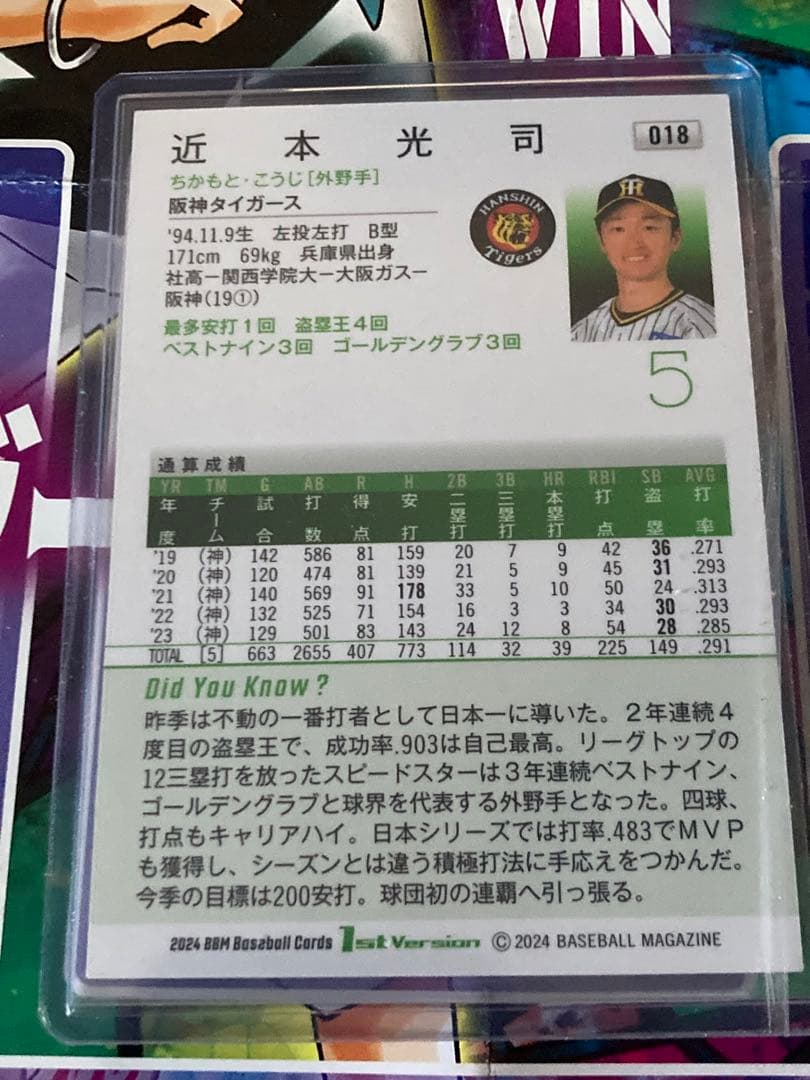 WIN
近本光司 018
ちかもと・こうじ[外野手]
阪神タイガース
HANSHIN
Tigers
'94.11.9生 左投左打 B型
171cm 69kg 兵庫県出身
社高ー関西学院大ー大阪ガスー
阪神(19①)
最多安打1回 盗塁王4回
ベストナイン3回 ゴールデングラブ3回
5
通算成績
YR TM G AB R H 2B 3B HR RBI SB AVG
年度 チーム 試合 打数 得点 安打 二塁打 三塁打 本塁打 打点 盗塁 打率
'19 (神) 142 586 81 159 20 7 9 42 36 .271
'20 (神) 120 474 81 139 21 5 9 45 31 .293
'21 (神) 140 569 91 178 33 5 10 50 24 .313
'22 (神) 132 525 71 154 16 3 3 34 30 .293
'23 (神) 129 501 83 143 24 12 8 54 28 .285
TOTAL [5] 663 2655 407 773 114 32 39 225 149 .291
Did You Know?
昨季は不動の一番打者として日本一に導いた。2年連続4
度目の盗塁王で、成功率.903は自己最高。リーグトップの
12三塁打を放ったスピードスターは3年連続ベストナイン、
ゴールデングラブと球界を代表する外野手となった。四球、
打点もキャリアハイ。日本シリーズでは打率.483でMVP
も獲得し、シーズンとは違う積極打法に手応えをつかんだ。
今季の目標は200安打。球団初の連覇へ引っ張る。
2024 BBM Baseball Cards 1st Version ©2024 BASEBALL MAGAZINE